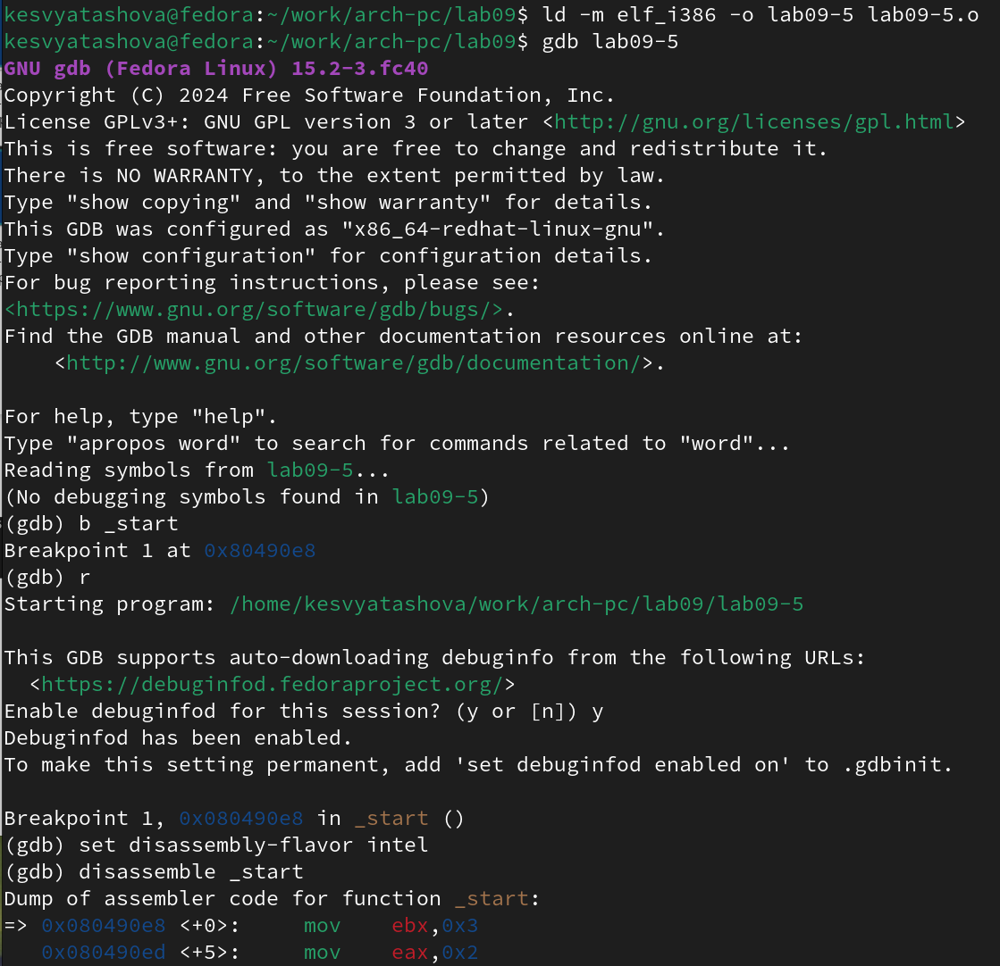 kesvyatashova@fedora:~/work/arch-pc/lab09$ ld -m elf_i386 -o lab09-5 lab09-5.o
kesvyatashova@fedora:~/work/arch-pc/lab09$ gdb lab09-5
GNU gdb (Fedora Linux) 15.2-3.fc40
Copyright (C) 2024 Free Software Foundation, Inc.
License GPLv3+: GNU GPL version 3 or later <http://gnu.org/licenses/gpl.html>
This is free software: you are free to change and redistribute it.
There is NO WARRANTY, to the extent permitted by law.
Type "show copying" and "show warranty" for details.
This GDB was configured as "x86_64-redhat-linux-gnu".
Type "show configuration" for configuration details.
For bug reporting instructions, please see:
<https://www.gnu.org/software/gdb/bugs/>.
Find the GDB manual and other documentation resources online at:
    <http://www.gnu.org/software/gdb/documentation/>.

For help, type "help".
Type "apropos word" to search for commands related to "word"...
Reading symbols from lab09-5...
(No debugging symbols found in lab09-5)
(gdb) b _start
Breakpoint 1 at 0x80490e8
(gdb) r
Starting program: /home/kesvyatashova/work/arch-pc/lab09/lab09-5

This GDB supports auto-downloading debuginfo from the following URLs:
  <https://debuginfod.fedoraproject.org/>
Enable debuginfod for this session? (y or [n]) y
Debuginfod has been enabled.
To make this setting permanent, add 'set debuginfod enabled on' to .gdbinit.

Breakpoint 1, 0x080490e8 in _start ()
(gdb) set disassembly-flavor intel
(gdb) disassemble _start
Dump of assembler code for function _start:
=> 0x080490e8 <+0>:     mov    ebx,0x3
   0x080490ed <+5>:     mov    eax,0x2